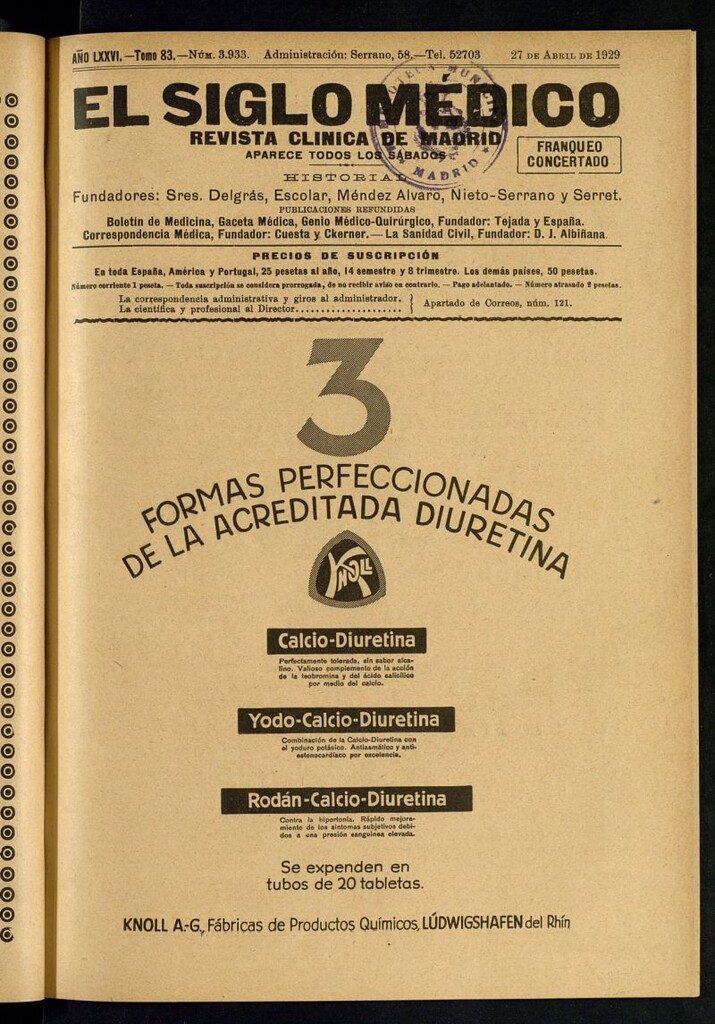 AÑO LXXVI.—Tomo 83.—NÚM. 3.933. Administración: Serrano, 58.—Tel. 52703 27 DE ABRIL DE 1929
EL SIGLO MÉDICO
REVISTA CLINICA DE MADRID
APARECE TODOS LOS SÁBADOS
FRANQUEO
CONCERTADO
MADRID
HISTORIAL
Fundadores: Sres. Delgrás, Escolar, Méndez Alvaro, Nieto-Serrano y Serret.
PUBLICACIONES REFUNDIDAS
Boletín de Medicina, Gaceta Médica, Genio Médico-Quirúrgico, Fundador: Tejada y España.
Correspondencia Médica, Fundador: Cuesta y Ckerner.— La Sanidad Civil, Fundador: D. J. Albiñana
PRECIOS DE SUSCRIPCIÓN
En toda España, América y Portugal, 25 pesetas al año, 14 semestre y 8 trimestre. Los demás países, 50 pesetas.
Número corriente 1 peseta. — Toda suscripción se considera prorrogada, de no recibir aviso en contrario. — Pago adelantado. — Número atrasado 2 pesetas.
La correspondencia administrativa y giros al administrador.
La científica y profesional al Director....................
Apartado de Correos, núm. 121.
3
FORMAS PERFECCIONADAS
DE LA ACREDITADA DIURETINA
KNOLL
Calcio-Diuretina
Perfectamente tolerada, sin sabor alca-
lino. Valioso complemento de la acción
de la teobromina y del ácido salicílico
por medio del calcio.
Yodo-Calcio-Diuretina
Combinación de la Calcio-Diuretina con
el yoduro potásico. Antiasmático y anti-
estenocardiaco por excelencia.
Rodán-Calcio-Diuretina
Contra la hipertonia. Rápido mejora-
miento de los síntomas subjetivos debi-
dos a una presión sanguínea elevada.
Se expenden en
tubos de 20 tabletas.
KNOLL A.-G., Fábricas de Productos Químicos, LÚDWIGSHAFEN del Rhín